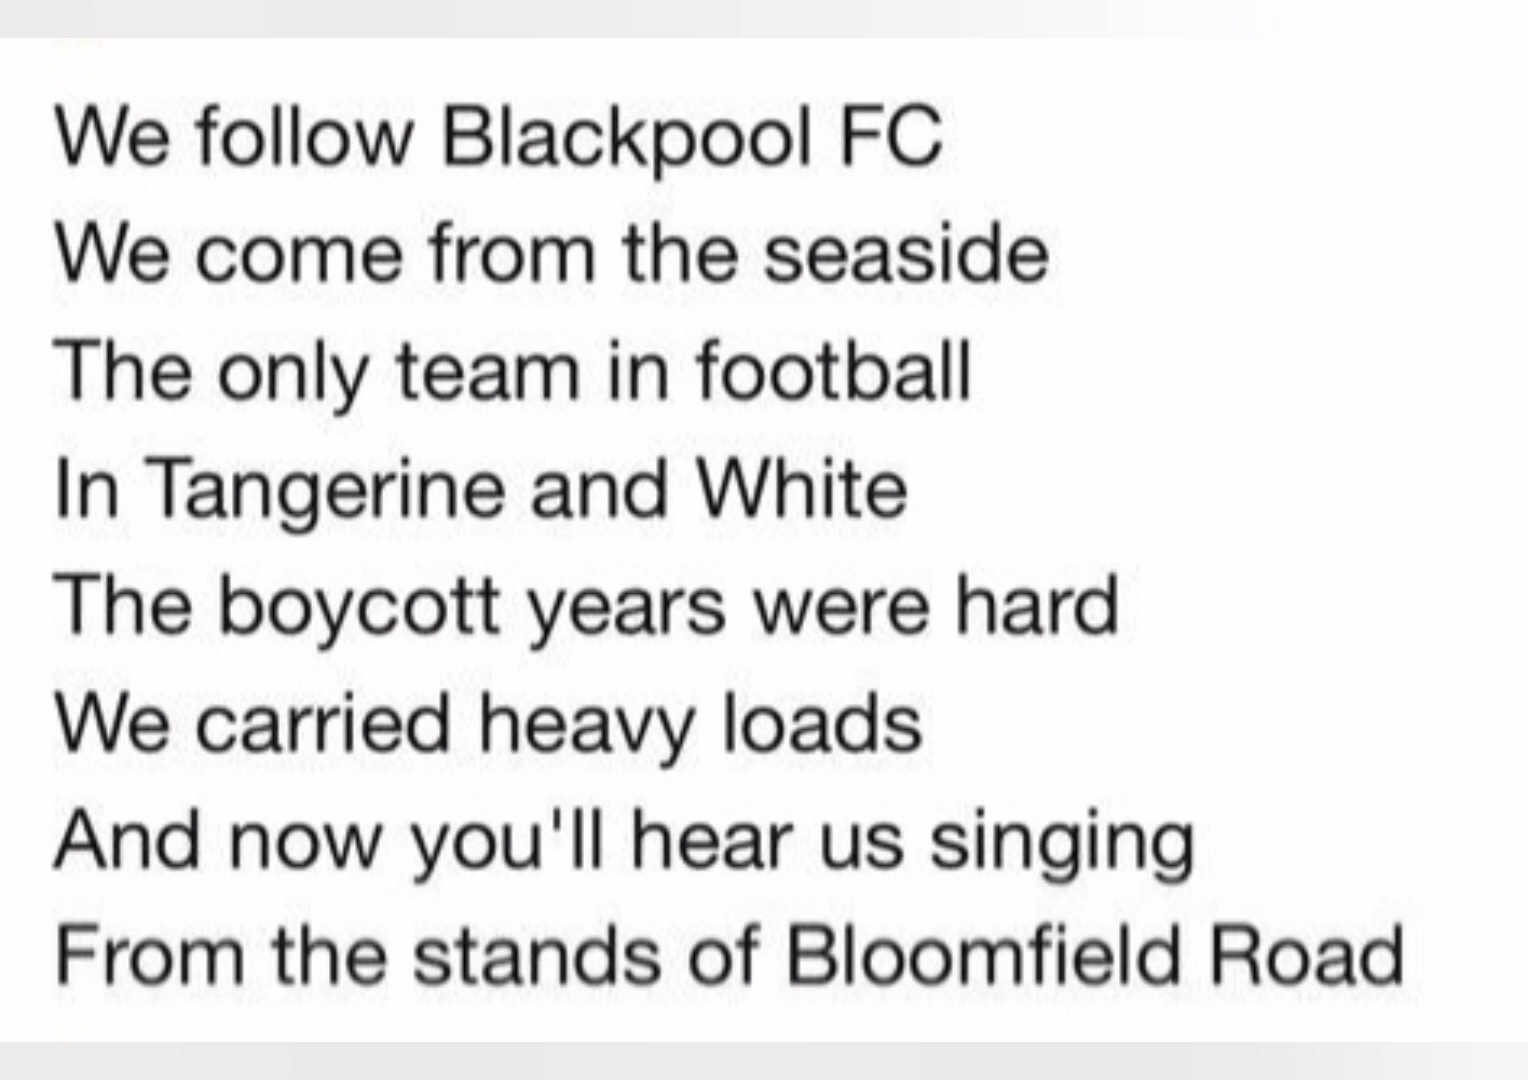 We follow Blackpool FC
We come from the seaside
The only team in football
In Tangerine and White
The boycott years were hard
We carried heavy loads
And now you'll hear us singing
From the stands of Bloomfield Road